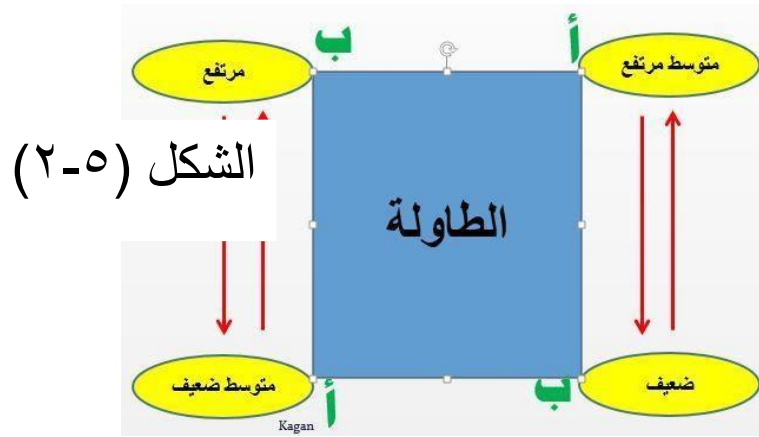 أ
ب
متوسط مرتفع
مرتفع
الشكل (٥-٢)
الطاولة
ضعيف
متوسط ضعيف
ب
أ
Kagan